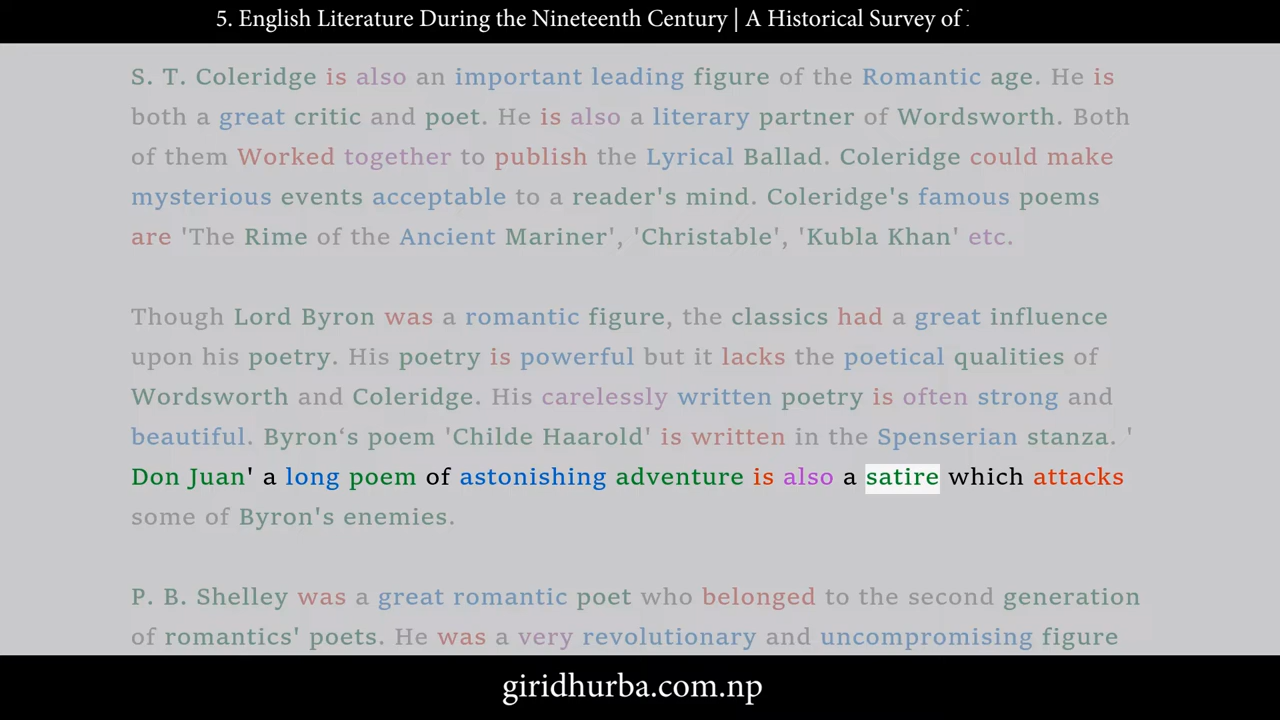 5. English Literature During the Nineteenth Century | A Historical Survey of
S. T. Coleridge is also an important leading figure of the Romantic age. He is
both a great critic and poet. He is also a literary partner of Wordsworth. Both
of them Worked together to publish the Lyrical Ballad. Coleridge could make
mysterious events acceptable to a reader's mind. Coleridge's famous poems
are 'The Rime of the Ancient Mariner', 'Christable', 'Kubla Khan' etc.
Though Lord Byron was a romantic figure, the classics had a great influence
upon his poetry. His poetry is powerful but it lacks the poetical qualities of
Wordsworth and Coleridge. His carelessly written poetry is often strong and
beautiful. Byron‘s poem 'Childe Haarold' is written in the Spenserian stanza. '
Don Juan' a long poem of astonishing adventure is also a satire which attacks
some of Byron's enemies.
P. B. Shelley was a great romantic poet who belonged to the second generation
of romantics' poets. He was a very revolutionary and uncompromising figure
giridhurba.com.np